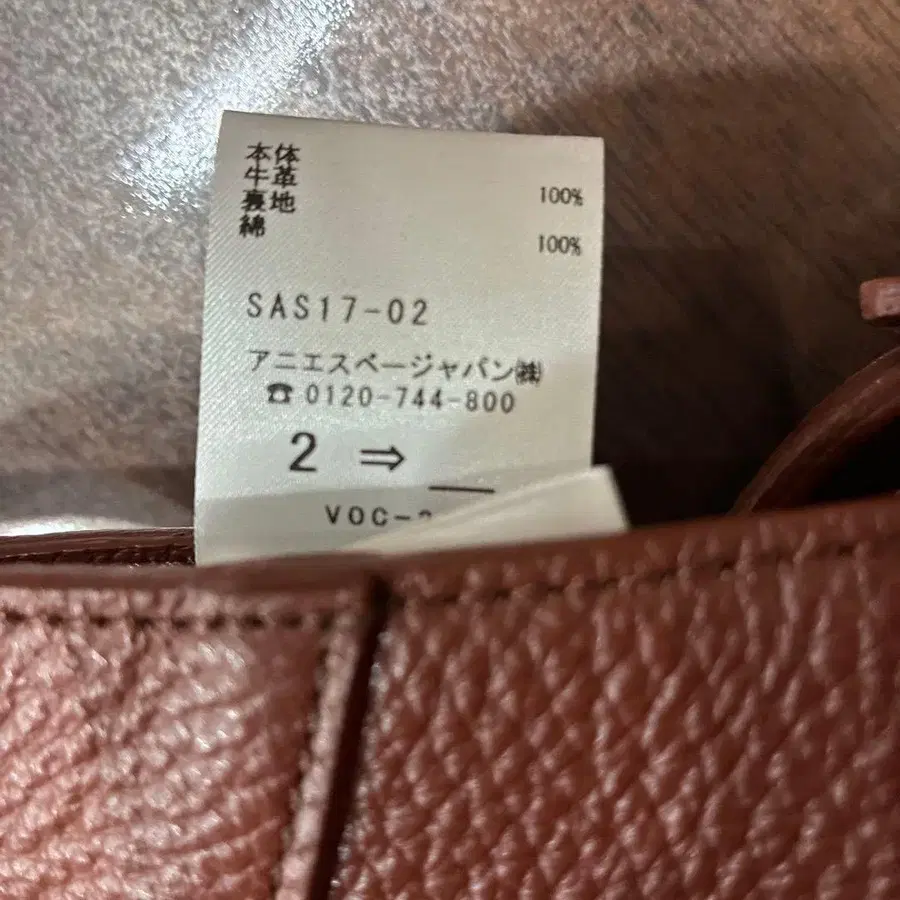 本体
牛革 100%
裏地
綿 100%
SAS17-02
アニエスベージャパン㈱
☎0120-744-800
2 ⇒
VOC-